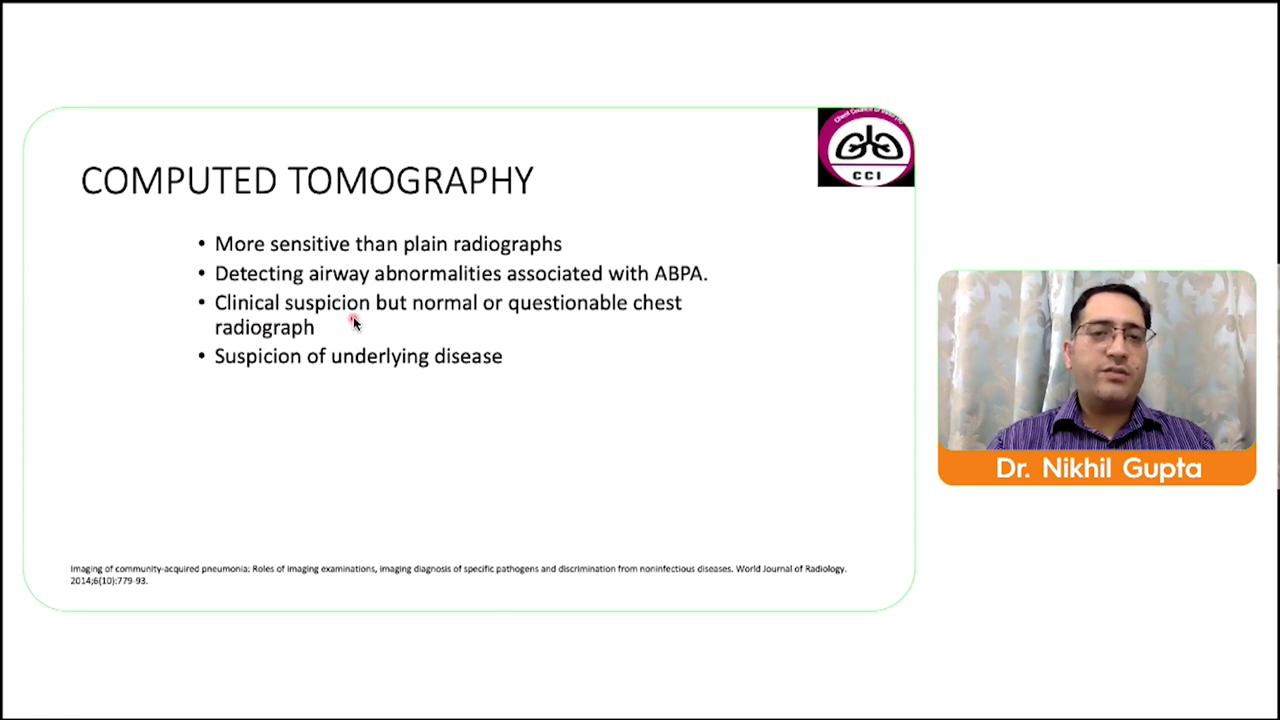 COMPUTED TOMOGRAPHY
• More sensitive than plain radiographs
• Detecting airway abnormalities associated with ABPA.
• Clinical suspicion but normal or questionable chest
radiograph
• Suspicion of underlying disease
CCI
Dr. Nikhil Gupta
Imaging of community-acquired pneumonia: Roles of imaging examinations, imaging diagnosis of specific pathogens and discrimination from noninfectious diseases. World Journal of Radiology.
2014;6(10):779-93.